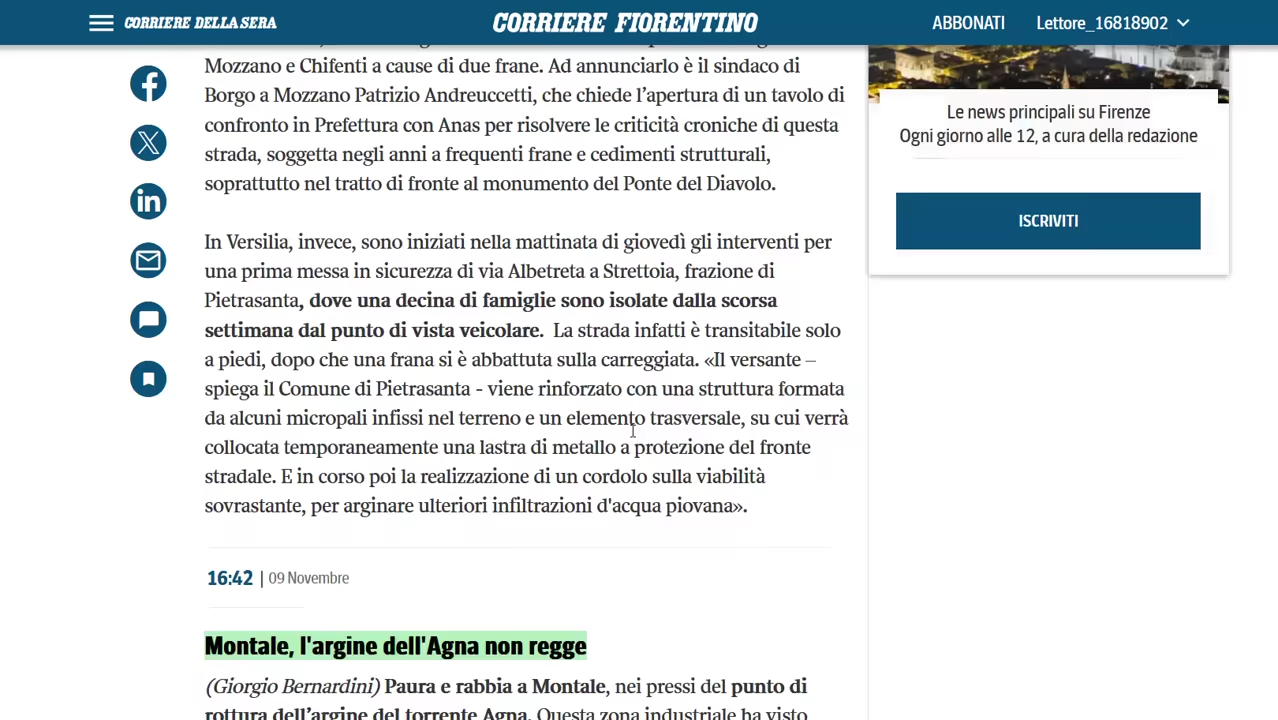 CORRIERE DELLA SERA
CORRIERE FIORENTINO
ABBONATI
Lettore_16818902
Mozzano e Chifenti a cause di due frane. Ad annunciarlo è il sindaco di
Borgo a Mozzano Patrizio Andreuccetti, che chiede l’apertura di un tavolo di
confronto in Prefettura con Anas per risolvere le criticità croniche di questa
strada, soggetta negli anni a frequenti frane e cedimenti strutturali,
soprattutto nel tratto di fronte al monumento del Ponte del Diavolo.
In Versilia, invece, sono iniziati nella mattinata di giovedì gli interventi per
una prima messa in sicurezza di via Albetreta a Strettoia, frazione di
Pietrasanta, dove una decina di famiglie sono isolate dalla scorsa
settimana dal punto di vista veicolare. La strada infatti è transitabile solo
a piedi, dopo che una frana si è abbattuta sulla carreggiata. «Il versante –
spiega il Comune di Pietrasanta - viene rinforzato con una struttura formata
da alcuni micropali infissi nel terreno e un elemento trasversale, su cui verrà
collocata temporaneamente una lastra di metallo a protezione del fronte
stradale. E in corso poi la realizzazione di un cordolo sulla viabilità
sovrastante, per arginare ulteriori infiltrazioni d'acqua piovana».
16:42 | 09 Novembre
Montale, l'argine dell'Agna non regge
(Giorgio Bernardini) Paura e rabbia a Montale, nei pressi del punto di
rottura dell’argine del torrente Agna. Questa zona industriale ha visto
Le news principali su Firenze
Ogni giorno alle 12, a cura della redazione
ISCRIVITI